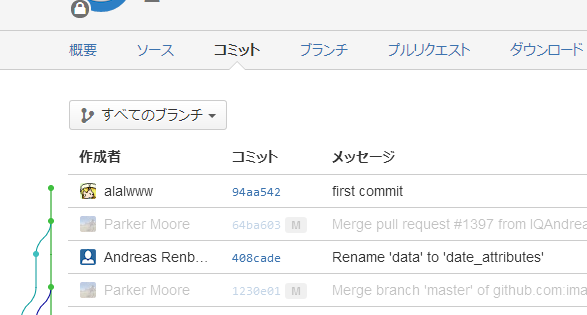 概要 ソース コミット ブランチ プルリクエスト ダウンロード
すべてのブランチ
作成者 コミット メッセージ
alalwww 94aa542 first commit
Parker Moore 64ba603 M Merge pull request #1397 from IQAndrea
Andreas Renb... 408cade Rename 'data' to 'date_attributes'
Parker Moore 1230e01 M Merge branch 'master' of github.com:ima